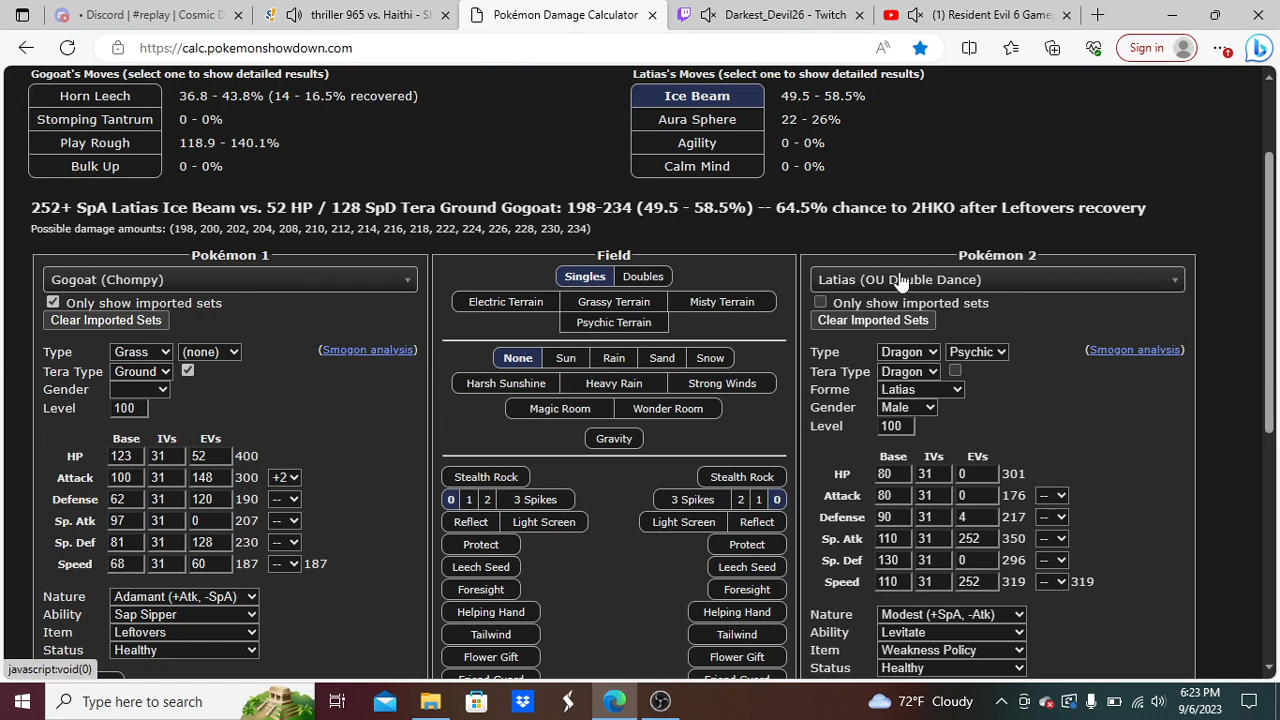 Discord | #replay | Cosmic D
thriller 965 vs. Haithi - S
Pokémon Damage Calculator
Darkest_Devil26 - Twitch
(1) Resident Evil 6 Game
https://calc.pokemonshowdown.com
Sign in
Gogoat's Moves (select one to show detailed results)
Horn Leech 36.8 - 43.8% (14 - 16.5% recovered)
Stomping Tantrum 0 - 0%
Play Rough 118.9 - 140.1%
Bulk Up 0 - 0%
Latias's Moves (select one to show detailed results)
Ice Beam 49.5 - 58.5%
Aura Sphere 22 - 26%
Agility 0 - 0%
Calm Mind 0 - 0%
252+ SpA Latias Ice Beam vs. 52 HP / 128 SpD Tera Ground Gogoat: 198-234 (49.5 - 58.5%) -- 64.5% chance to 2HKO after Leftovers recovery
Possible damage amounts: (198, 200, 202, 204, 208, 210, 212, 214, 216, 218, 222, 224, 226, 228, 230, 234)
Pokémon 1
Gogoat (Chompy)
Only show imported sets
Clear Imported Sets
Type Grass (none) (Smogon analysis)
Tera Type Ground
Gender
Level 100
Base IVs EVs
HP 123 31 52 400
Attack 100 31 148 300 +2
Defense 62 31 120 190 --
Sp. Atk 97 31 0 207 --
Sp. Def 81 31 128 230 --
Speed 68 31 60 187 -- 187
Nature Adamant (+Atk, -SpA)
Ability Sap Sipper
Item Leftovers
Status Healthy
Field
Singles Doubles
Electric Terrain Grassy Terrain Misty Terrain
Psychic Terrain
None Sun Rain Sand Snow
Harsh Sunshine Heavy Rain Strong Winds
Magic Room Wonder Room
Gravity
Stealth Rock Stealth Rock
0 1 2 3 Spikes 3 Spikes 2 1 0
Reflect Light Screen Light Screen Reflect
Protect Protect
Leech Seed Leech Seed
Foresight Foresight
Helping Hand Helping Hand
Tailwind Tailwind
Flower Gift Flower Gift
Friend Guard Friend Guard
Pokémon 2
Latias (OU Double Dance)
Only show imported sets
Clear Imported Sets
Type Dragon Psychic (Smogon analysis)
Tera Type Dragon
Forme Latias
Gender Male
Level 100
Base IVs EVs
HP 80 31 0 301
Attack 80 31 0 176 --
Defense 90 31 4 217 --
Sp. Atk 110 31 252 350 --
Sp. Def 130 31 0 296 --
Speed 110 31 252 319 -- 319
Nature Modest (+SpA, -Atk)
Ability Levitate
Item Weakness Policy
Status Healthy
javascript:void(0)
Type here to search
72°F Cloudy
6:23 PM
9/6/2023